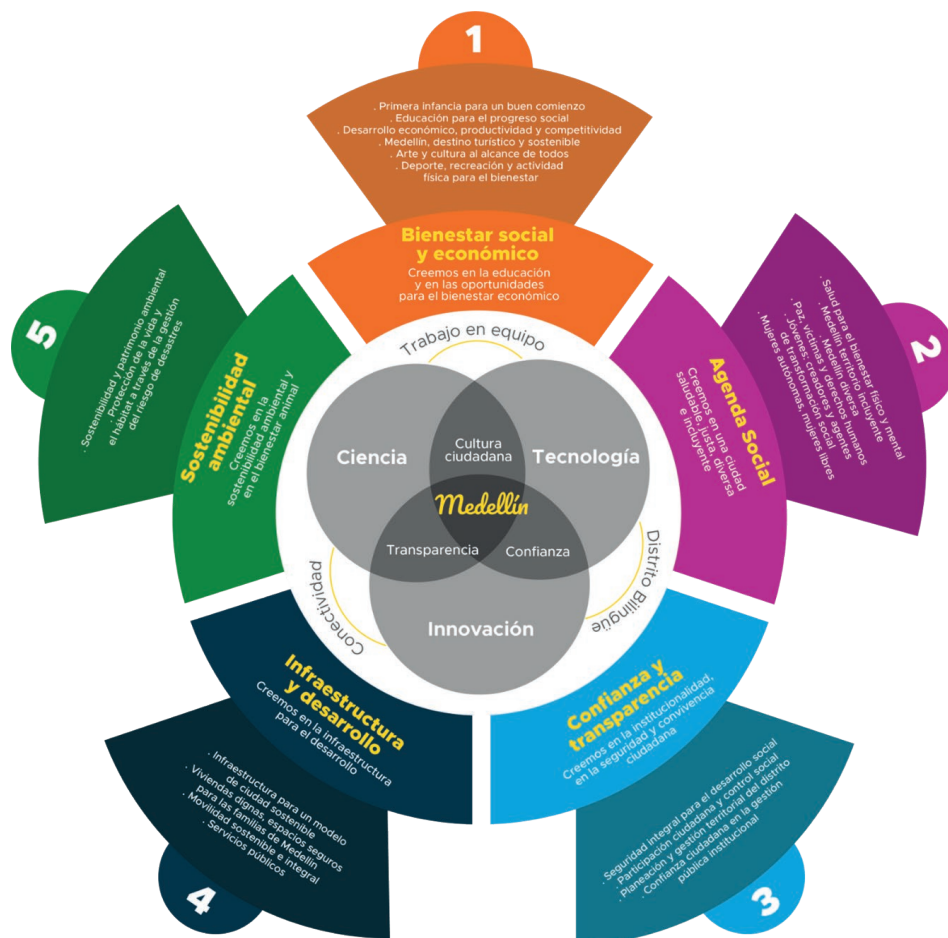 1
. Primera infancia para un buen comienzo
. Educación para el progreso social
. Desarrollo económico, productividad y competitividad
. Medellín, destino turístico y sostenible
. Arte y cultura al alcance de todos
. Deporte, recreación y actividad
física para el bienestar
Bienestar social
y económico
Creemos en la educación
y en las oportunidades
para el bienestar económico
2
. Salud para el bienestar físico y mental
. Medellín territorio incluyente
. Medellín diversa
. Paz, víctimas y derechos humanos
. Jóvenes: creadores y agentes
de transformación social
. Mujeres autónomas, mujeres libres
Agenda Social
Creemos en una ciudad
saludable, justa, diversa
e incluyente
3
. Seguridad integral para el desarrollo social
. Participación ciudadana y control social
. Planeación y gestión territorial del distrito
. Confianza ciudadana en la gestión
pública institucional
Confianza y
transparencia
Creemos en la institucionalidad,
en la seguridad y convivencia
ciudadana
4
. Infraestructura para un modelo
de ciudad sostenible
. Viviendas dignas, espacios seguros
para las familias de Medellín
. Movilidad sostenible e integral
. Servicios públicos
Infraestructura
y desarrollo
Creemos en la infraestructura
para el desarrollo
5
. Sostenibilidad y patrimonio ambiental
. Protección de la vida y
el hábitat a través de la gestión
del riesgo de desastres
Sostenibilidad
ambiental
Creemos en la
sostenibilidad ambiental y
en el bienestar animal
Trabajo en equipo
Distrito Bilingüe
Conectividad
Ciencia
Cultura
ciudadana
Tecnología
Medellín
Transparencia
Confianza
Innovación